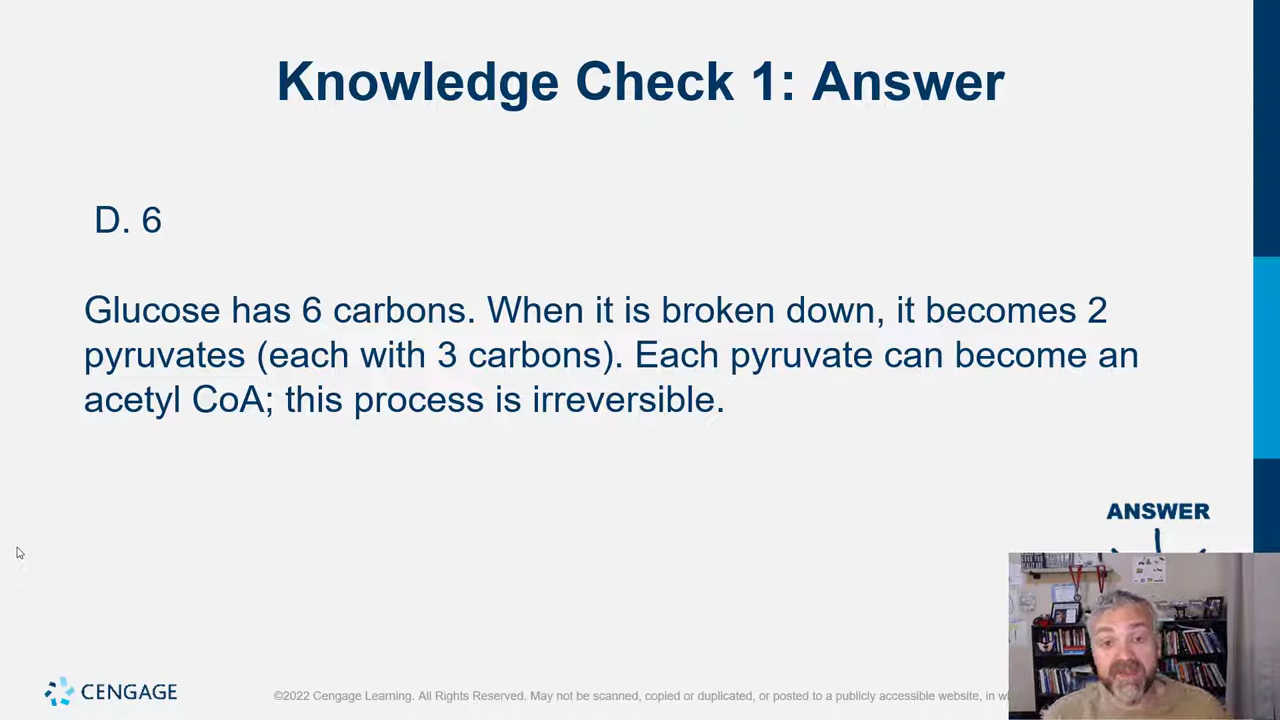 Knowledge Check 1: Answer
D. 6
Glucose has 6 carbons. When it is broken down, it becomes 2
pyruvates (each with 3 carbons). Each pyruvate can become an
acetyl CoA; this process is irreversible.
ANSWER
CENGAGE
©2022 Cengage Learning. All Rights Reserved. May not be scanned, copied or duplicated, or posted to a publicly accessible website, in